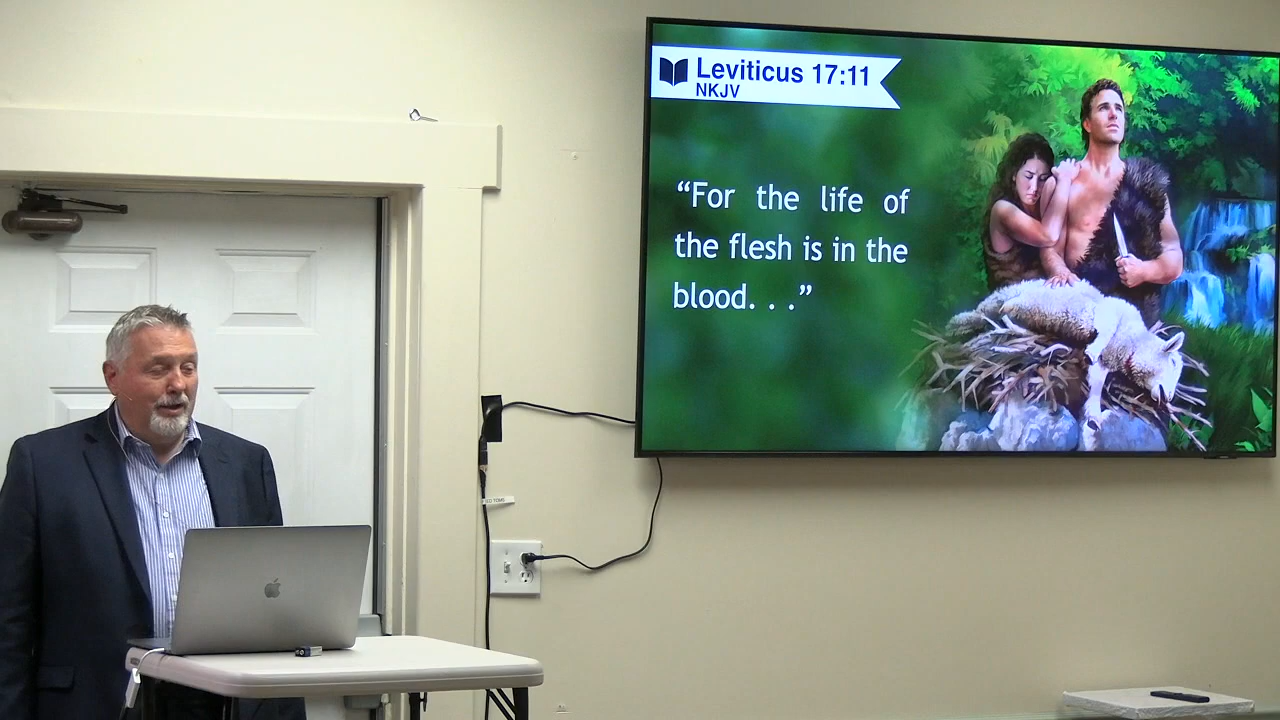 Leviticus 17:11
NKJV
“For the life of
the flesh is in the
blood. . .”